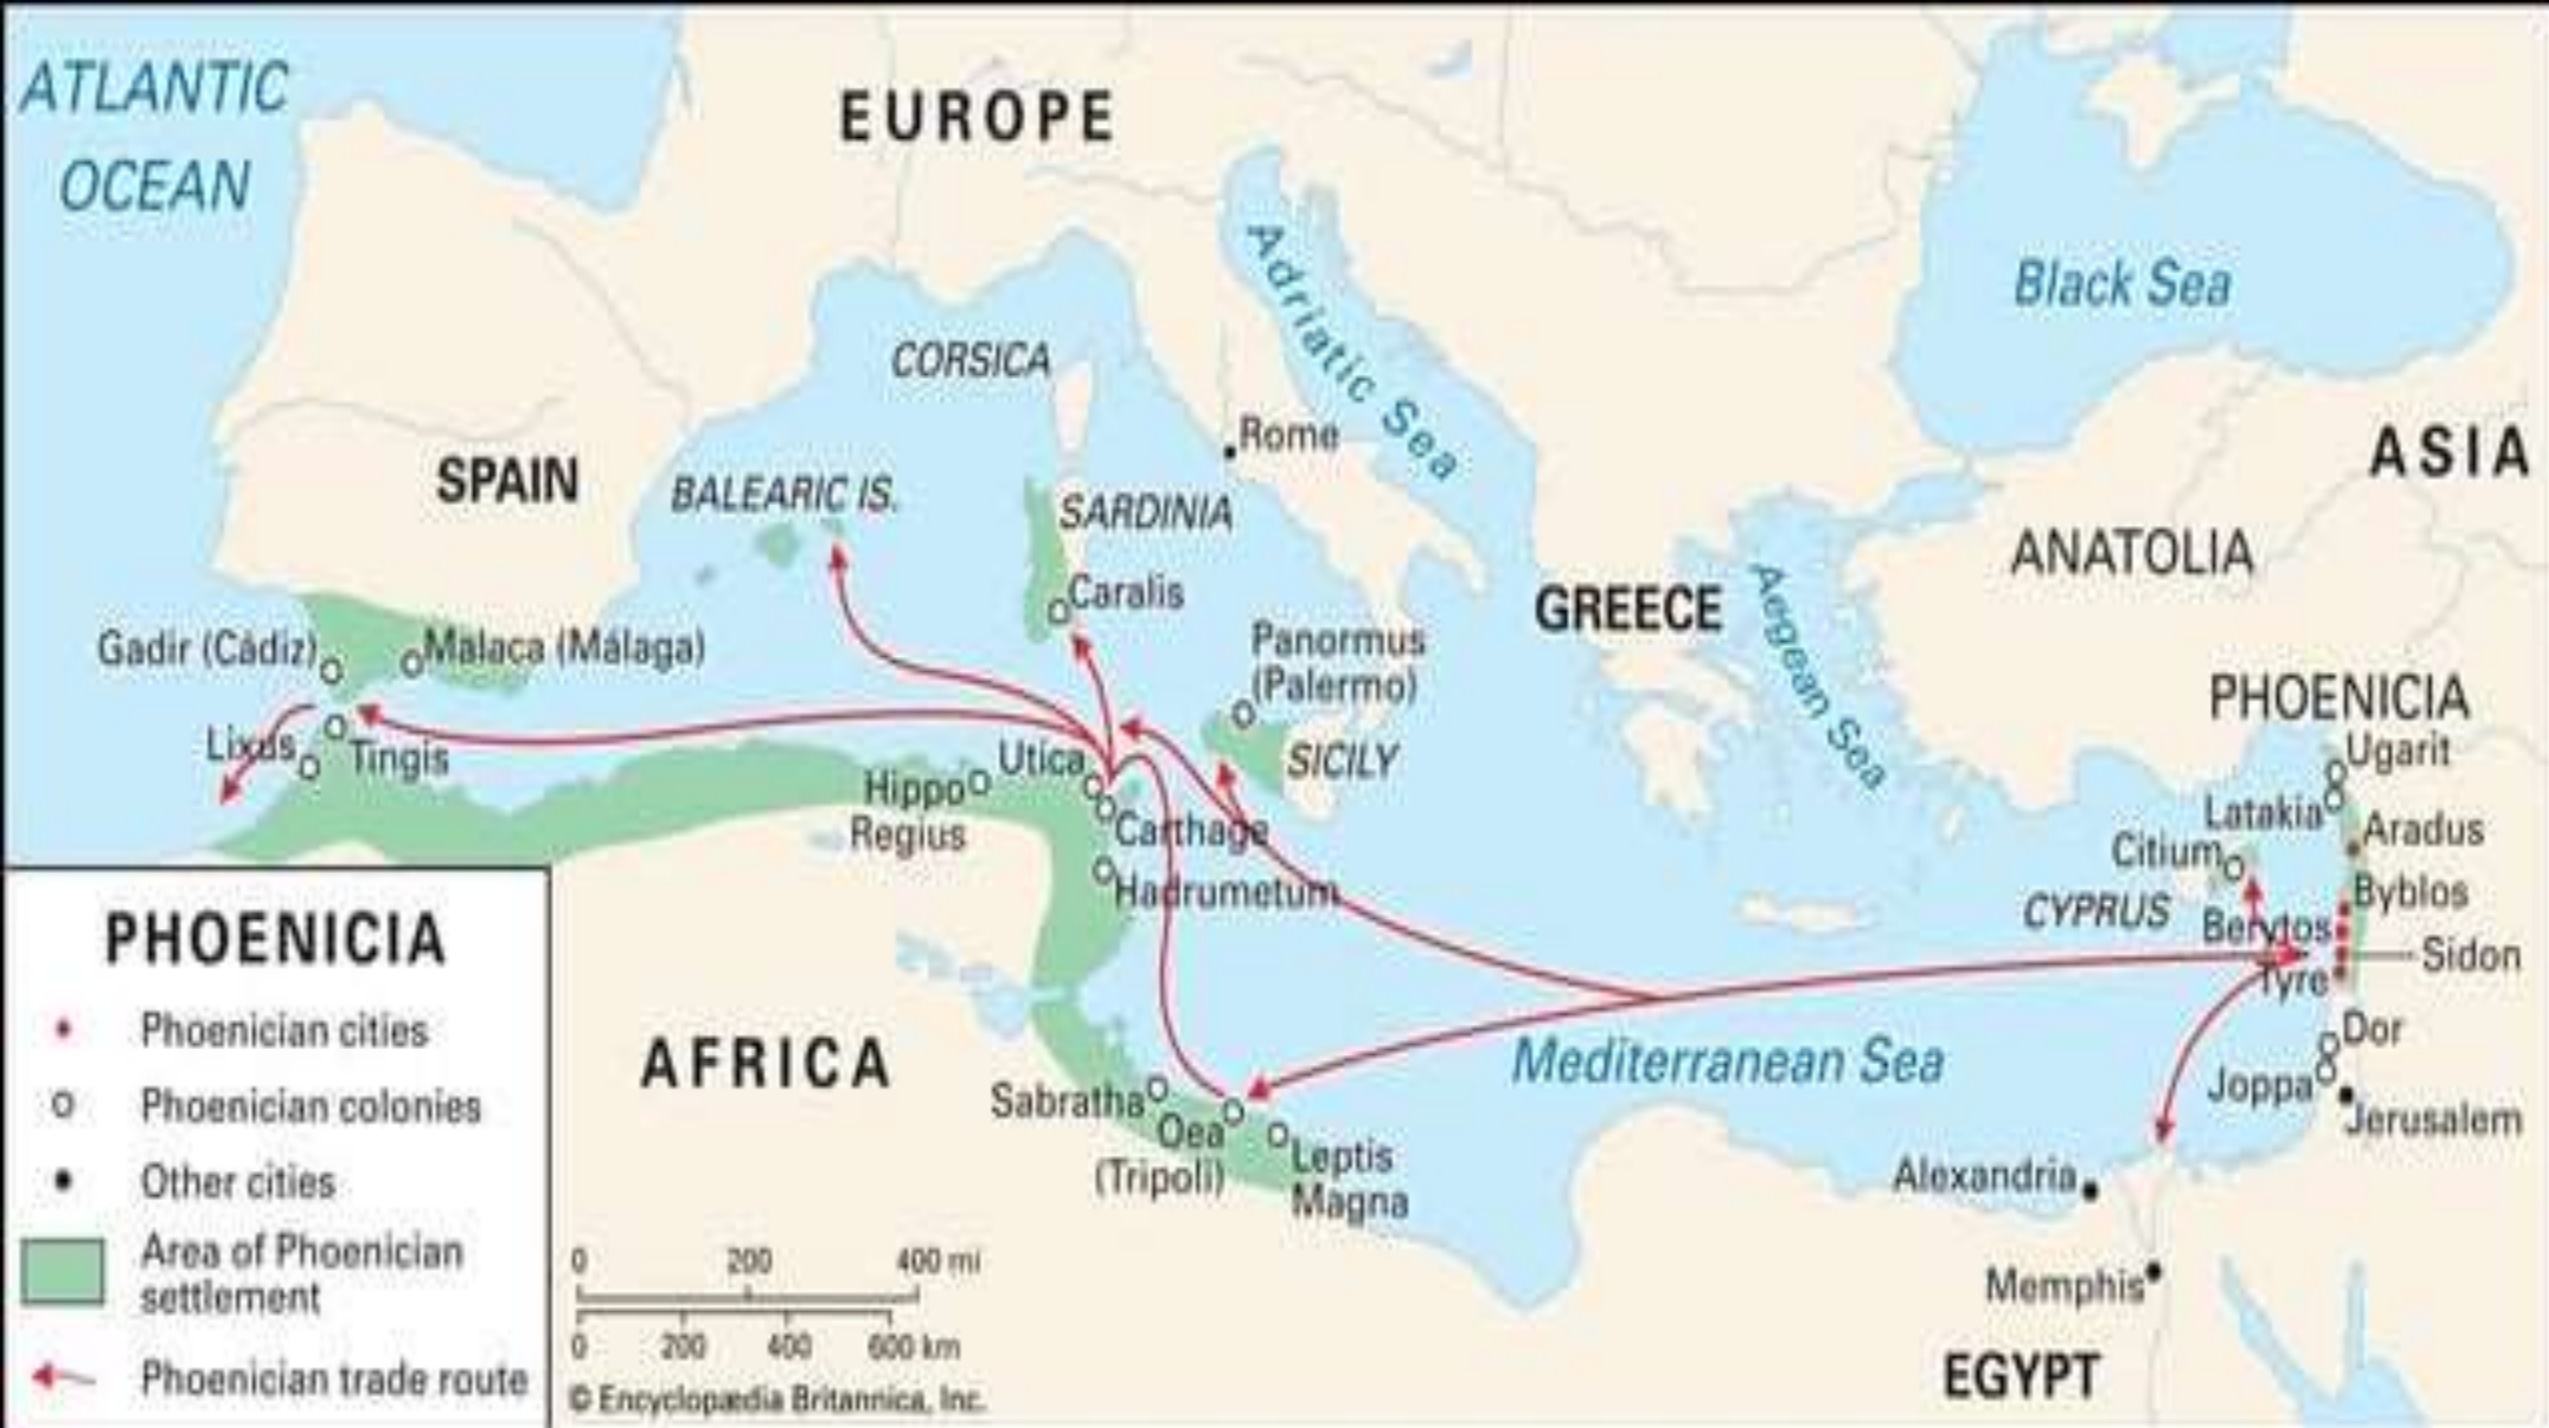 ATLANTIC
OCEAN
EUROPE
Adriatic Sea
Black Sea
CORSICA
Rome
ASIA
SPAIN
BALEARIC IS.
SARDINIA
ANATOLIA
Caralis
GREECE
Aegean Sea
Gadir (Cádiz)
Malaca (Málaga)
Panormus
(Palermo)
PHOENICIA
Lixus
Tingis
Utica
SICILY
Ugarit
Hippo
Regius
Carthage
Latakia
Aradus
Citium
Hadrumetum
Byblos
CYPRUS
Berytos
Sidon
Tyre
AFRICA
Mediterranean Sea
Dor
Joppa
Jerusalem
Sabratha
Oea
(Tripoli)
Leptis
Magna
Alexandria
Memphis
EGYPT
PHOENICIA
Phoenician cities
Phoenician colonies
Other cities
Area of Phoenician
settlement
Phoenician trade route
0 200 400 mi
0 200 400 600 km
© Encyclopædia Britannica, Inc.